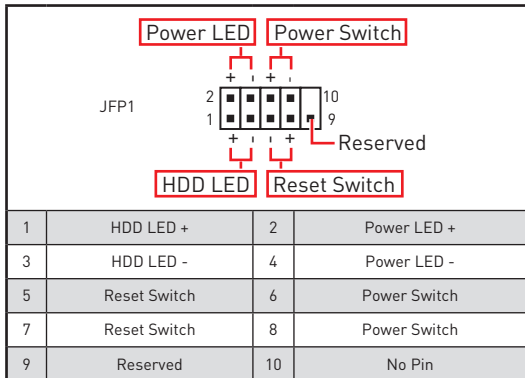 Power LED Power Switch
+ - + -
JFP1
2 10
1 9
+ - - +
Reserved
HDD LED Reset Switch
1 HDD LED + 2 Power LED +
3 HDD LED - 4 Power LED -
5 Reset Switch 6 Power Switch
7 Reset Switch 8 Power Switch
9 Reserved 10 No Pin